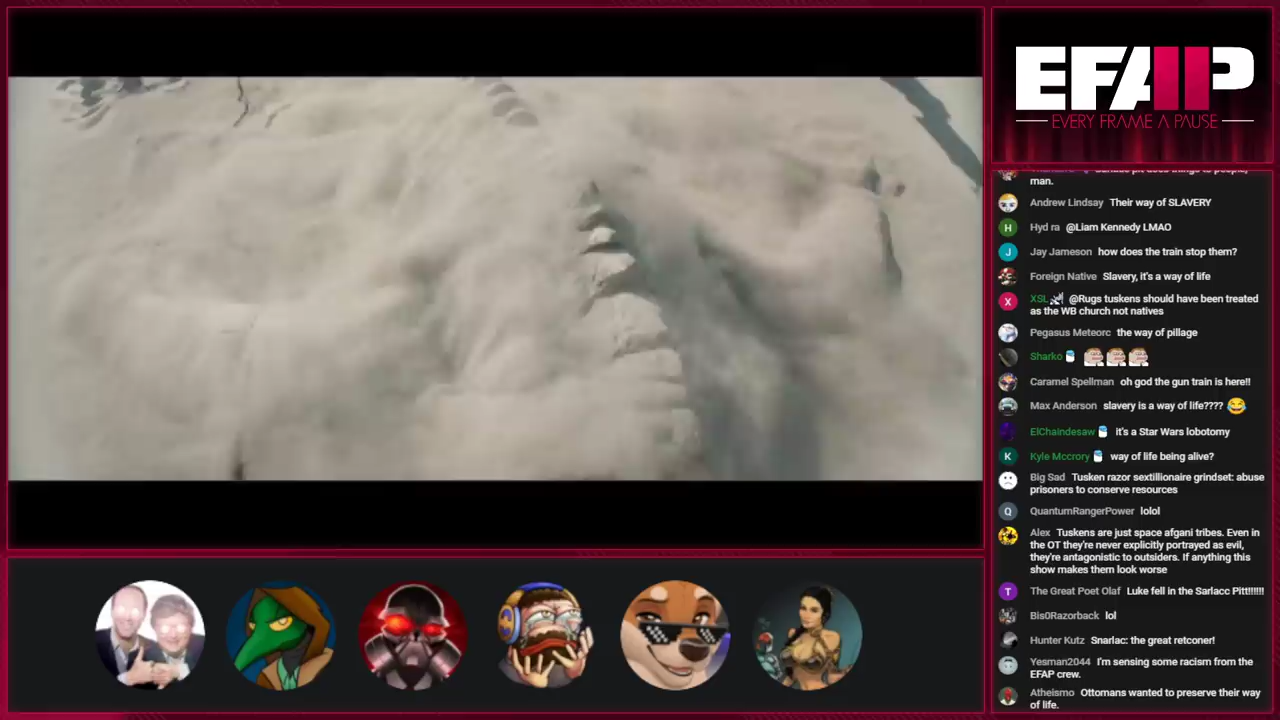 EFAP
EVERY FRAME A PAUSE
man.
Andrew Lindsay Their way of SLAVERY
H Hyd ra @Liam Kennedy LMAO
J Jay Jameson how does the train stop them?
Foreign Native Slavery, it's a way of life
X XSL @Rugs tuskens should have been treated
as the WB church not natives
Pegasus Meteorc the way of pillage
Sharko
Caramel Spellman oh god the gun train is here!!
Max Anderson slavery is a way of life????
ElChaindesaw it's a Star Wars lobotomy
K Kyle Mccrory way of life being alive?
Big Sad Tusken razor sextillionaire grindset: abuse
prisoners to conserve resources
Q QuantumRangerPower lolol
Alex Tuskens are just space afgani tribes. Even in
the OT they're never explicitly portrayed as evil,
they're antagonistic to outsiders. If anything this
show makes them look worse
T The Great Poet Olaf Luke fell in the Sarlacc Pitt!!!!!!
Bis0Razorback lol
Hunter Kutz Snarlac: the great retconer!
Yesman2044 I'm sensing some racism from the
EFAP crew.
Atheismo Ottomans wanted to preserve their way
of life.